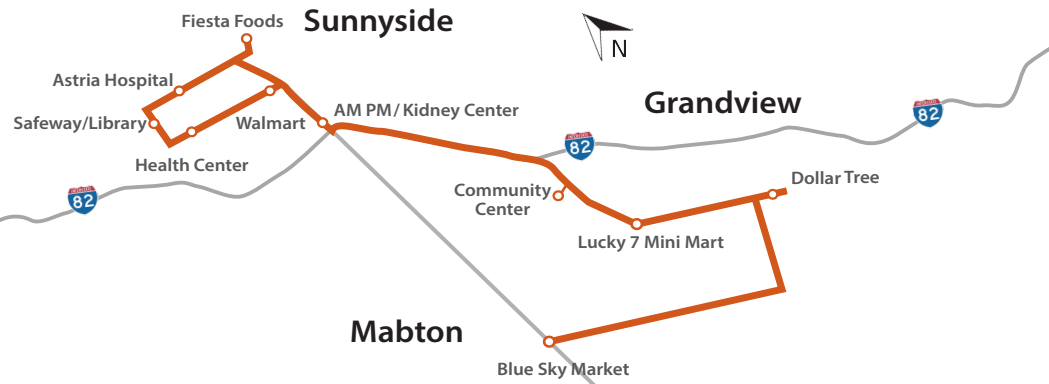 Fiesta Foods
Sunnyside
N
Astria Hospital
Safeway/Library
Walmart
AM PM/ Kidney Center
Health Center
Grandview
82
82
82
Community
Center
Dollar Tree
Lucky 7 Mini Mart
Mabton
Blue Sky Market